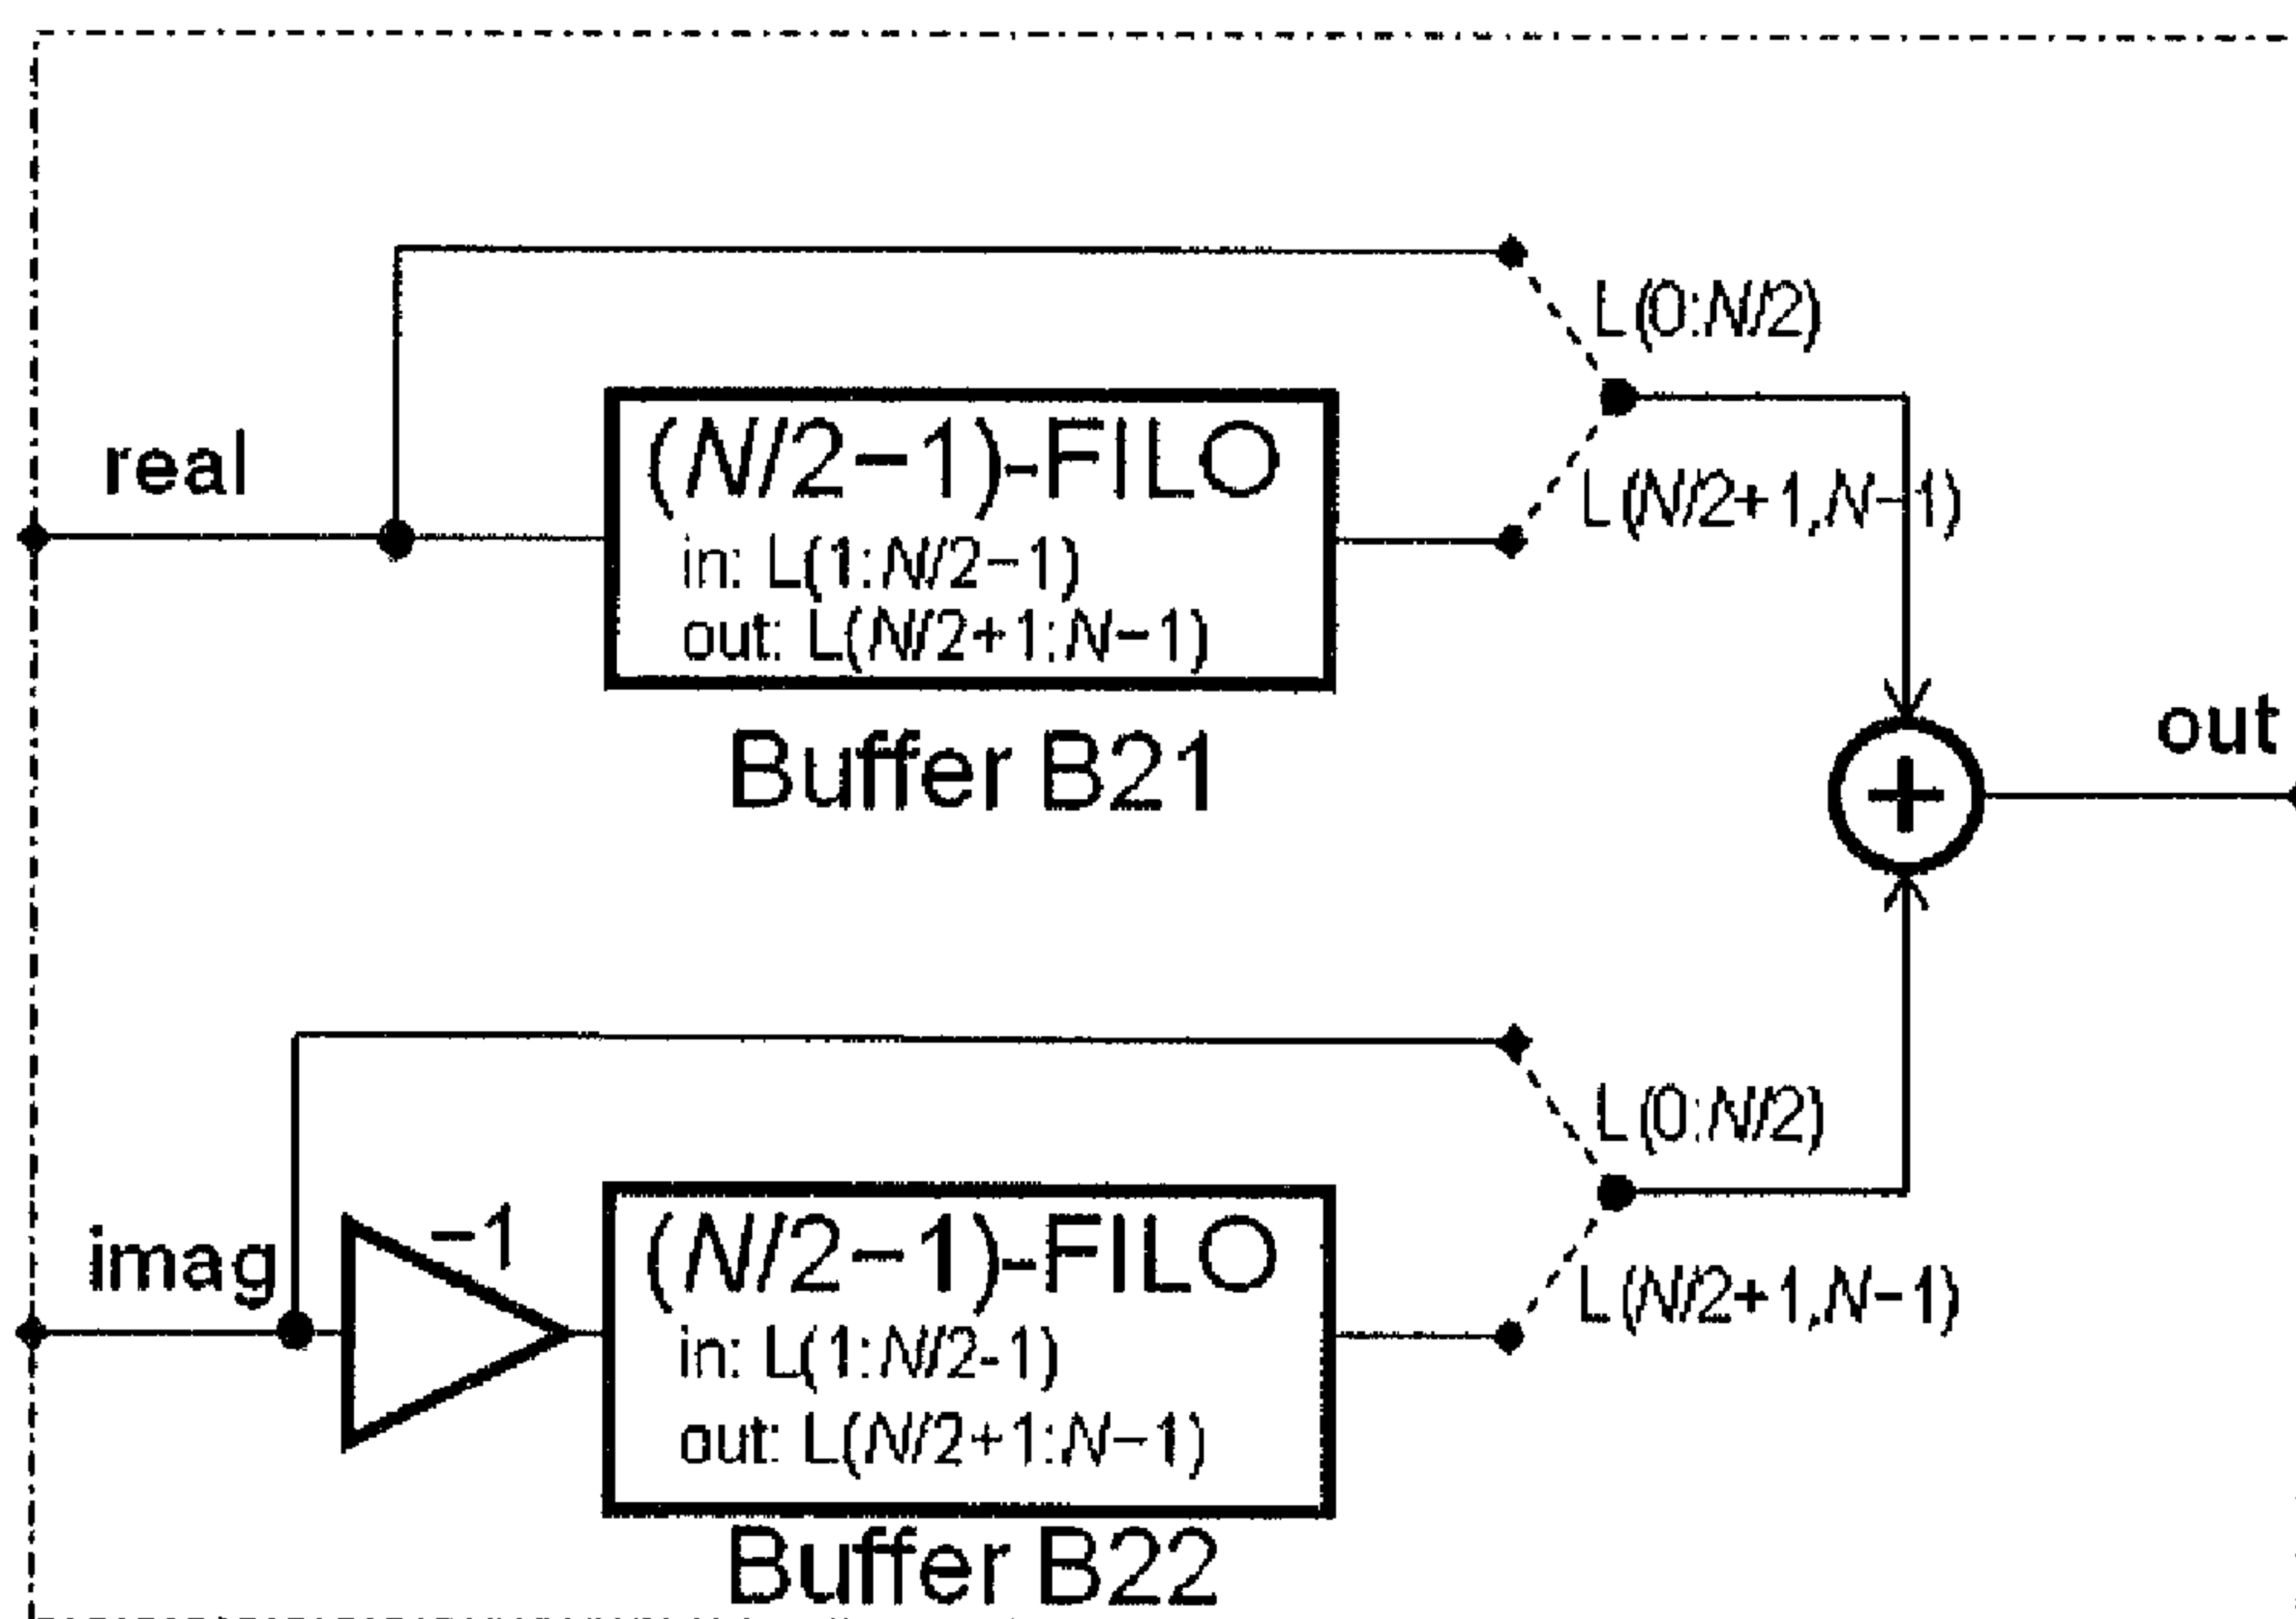 L(0:N/2)
real
(N/2−1)-FILO
in: L(1:N/2−1)
out: L(N/2+1:N−1)
L(N/2+1,N−1)
Buffer B21
out
+
L(0:N/2)
imag
−1
(N/2−1)-FILO
in: L(1:N/2-1)
out: L(N/2+1:N−1)
L(N/2+1,N−1)
Buffer B22